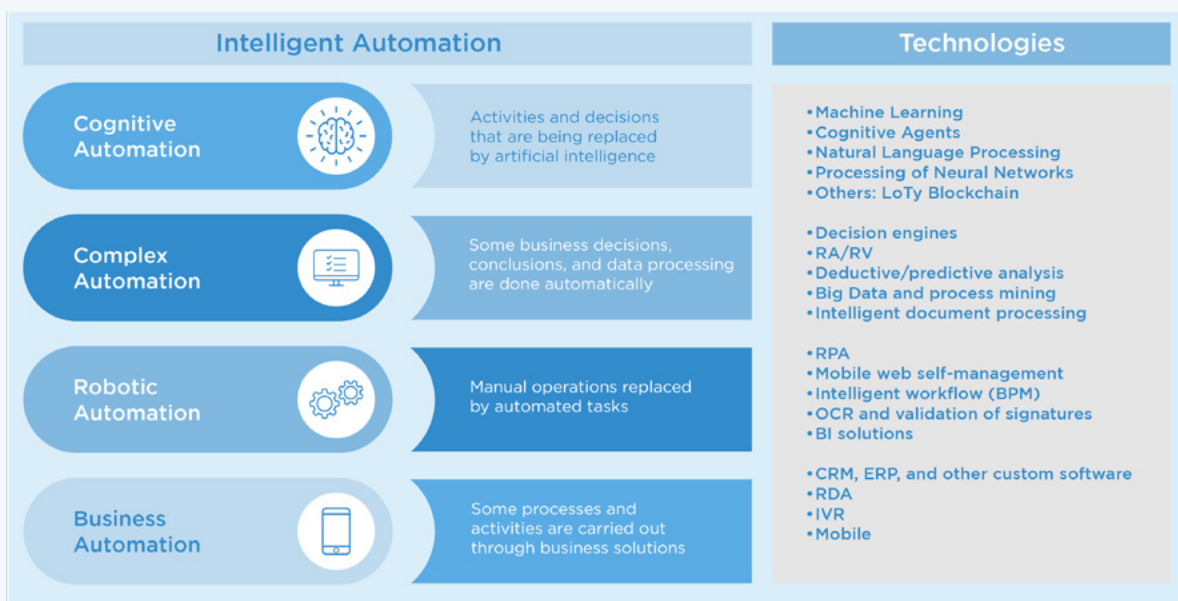 Intelligent Automation
Technologies
Cognitive
Automation
Activities and decisions
that are being replaced
by artificial intelligence
•Machine Learning
•Cognitive Agents
•Natural Language Processing
•Processing of Neural Networks
•Others: LoTy Blockchain
Complex
Automation
Some business decisions,
conclusions, and data processing
are done automatically
•Decision engines
•RA/RV
•Deductive/predictive analysis
•Big Data and process mining
•Intelligent document processing
Robotic
Automation
Manual operations replaced
by automated tasks
•RPA
•Mobile web self-management
•Intelligent workflow (BPM)
•OCR and validation of signatures
•BI solutions
Business
Automation
Some processes and
activities are carried out
through business solutions
•CRM, ERP, and other custom software
•RDA
•IVR
•Mobile